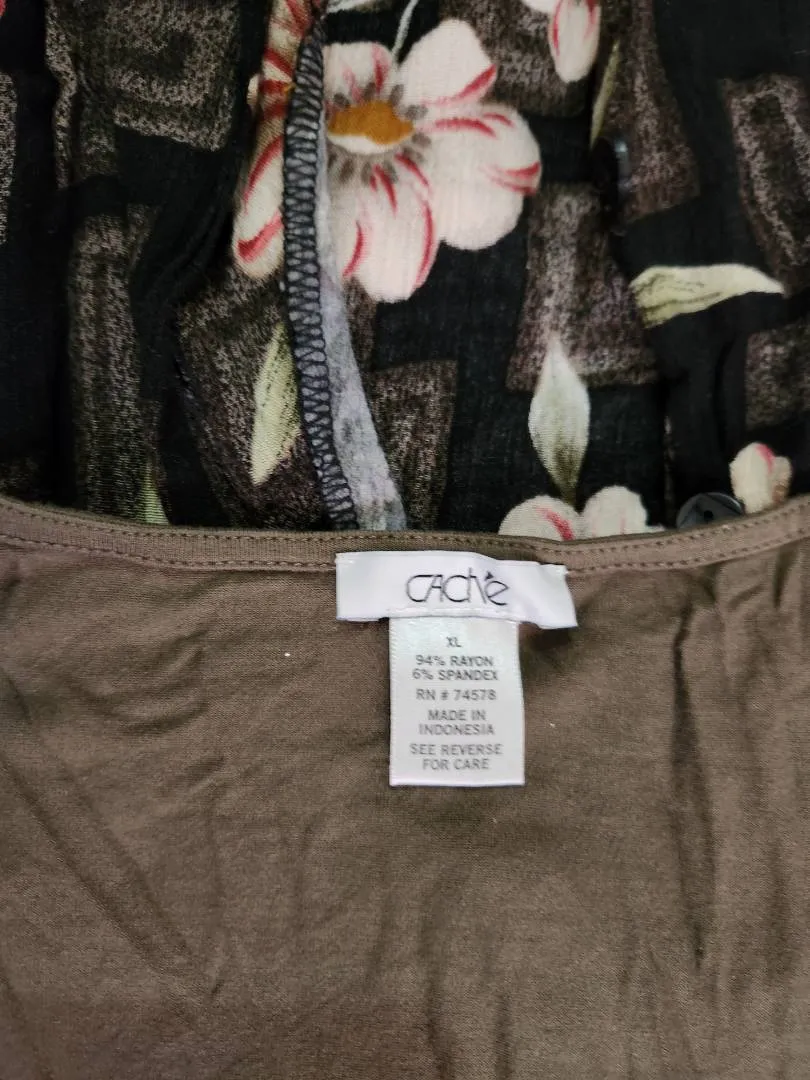 CAChé
XL
94% RAYON
6% SPANDEX
RN # 74578
MADE IN
INDONESIA
SEE REVERSE
FOR CARE